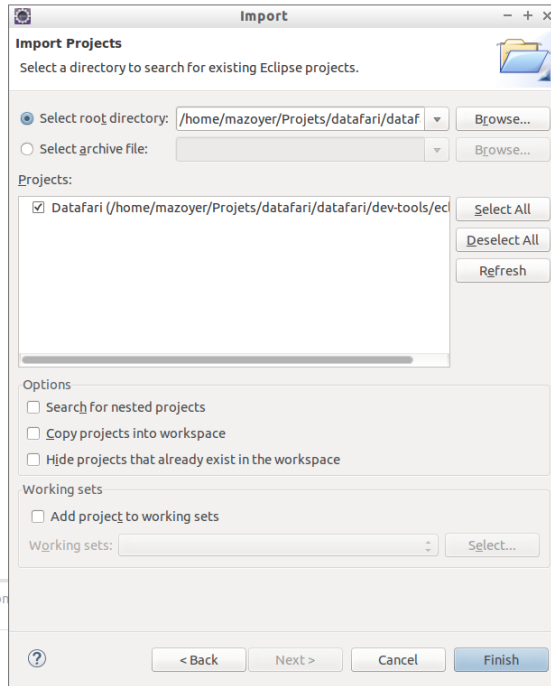 Import
Import Projects
Select a directory to search for existing Eclipse projects.
Select root directory: /home/mazoyer/Projets/datafari/dataf Browse...
Select archive file: Browse...
Projects:
Datafari (/home/mazoyer/Projets/datafari/datafari/dev-tools/ecl Select All
Deselect All
Refresh
Options
Search for nested projects
Copy projects into workspace
Hide projects that already exist in the workspace
Working sets
Add project to working sets
Working sets: Select...
on
? < Back Next > Cancel Finish